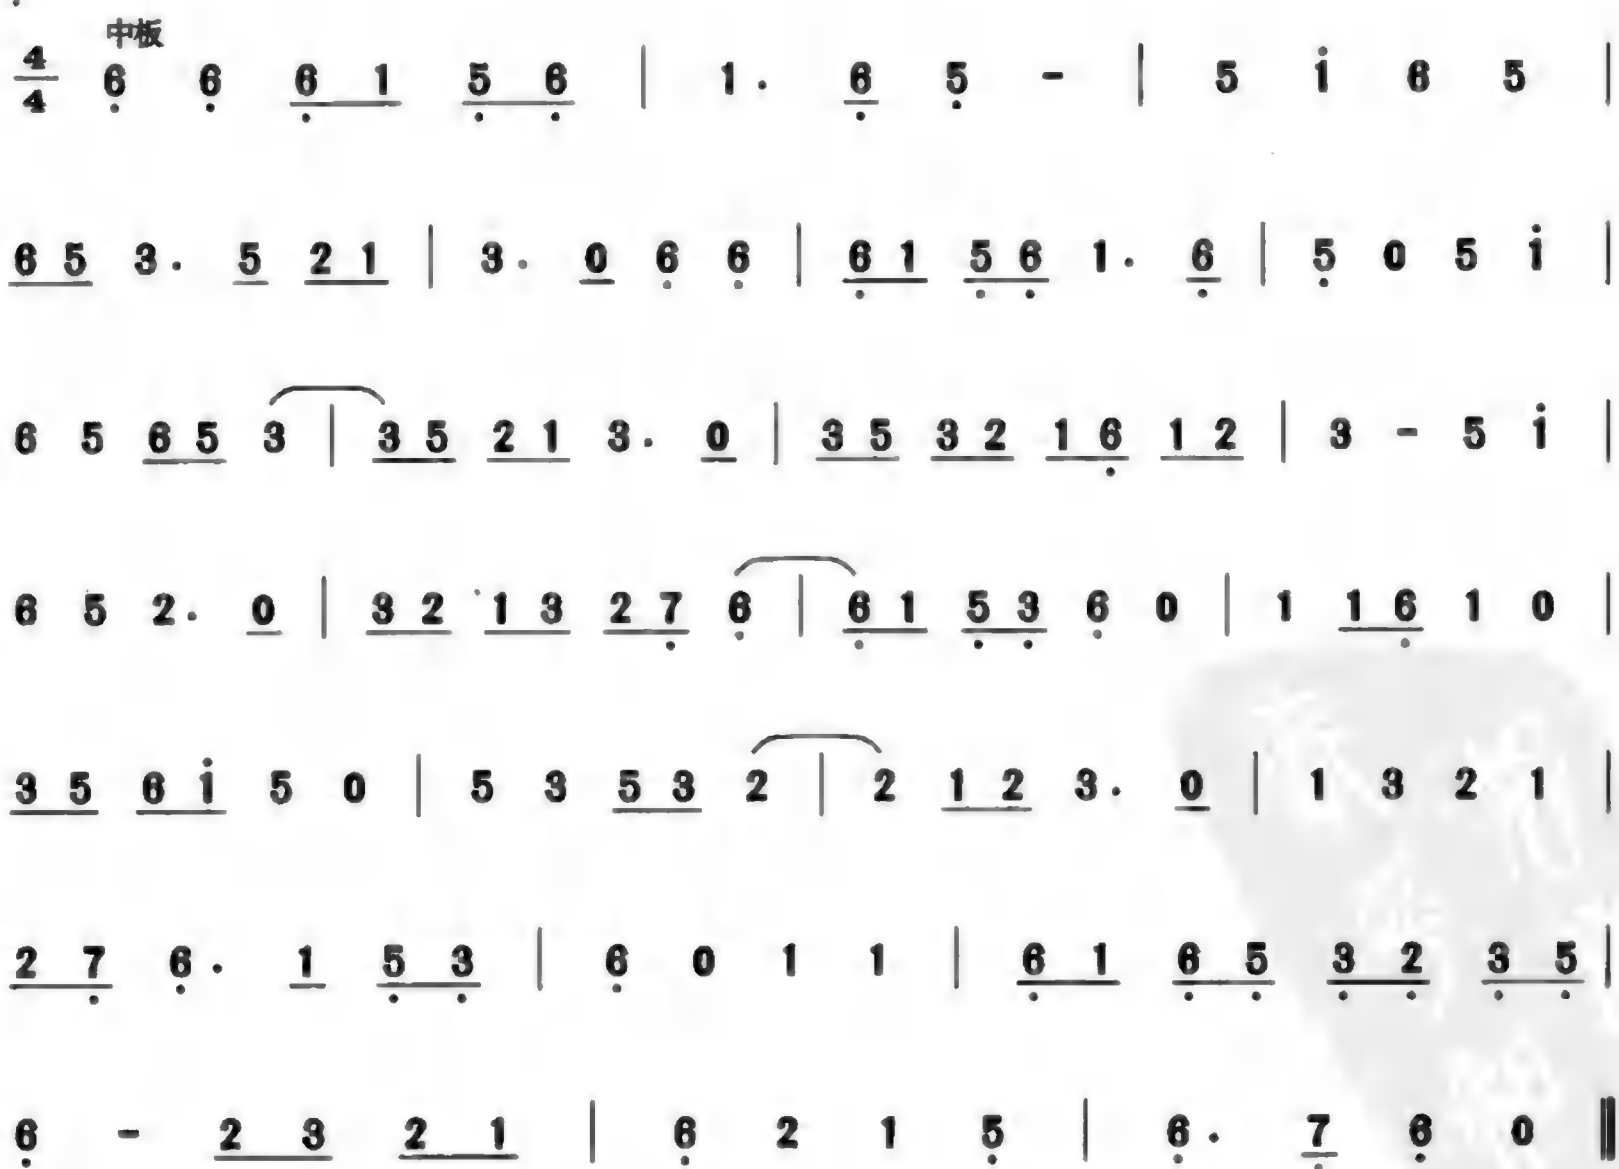 中板
4/4 6̣ 6̣ 6̣ 1 5̣ 6̣ | 1. 6̣ 5̣ - | 5 i 6 5 |
6 5 3. 5 2 1 | 3. 0 6̣ 6̣ | 6̣ 1 5̣ 6̣ 1. 6̣ | 5̣ 0 5 i |
6 5 6 5 3 | 3 5 2 1 3. 0 | 3 5 3 2 1 6̣ 1 2 | 3 - 5 i |
6 5 2. 0 | 3 2 1 3 2 7̣ 6̣ | 6̣ 1 5̣ 3̣ 6̣ 0 | 1 1 6̣ 1 0 |
3 5 6 i 5 0 | 5 3 5 3 2 | 2 1 2 3. 0 | 1 3 2 1 |
2 7̣ 6̣. 1 5̣ 3̣ | 6̣ 0 1 1 | 6̣ 1 6̣ 5̣ 3̣ 2̣ 3̣ 5̣ |
6̣ - 2 3 2 1 | 6̣ 2 1 5̣ | 6̣. 7̣ 6̣ 0 ‖